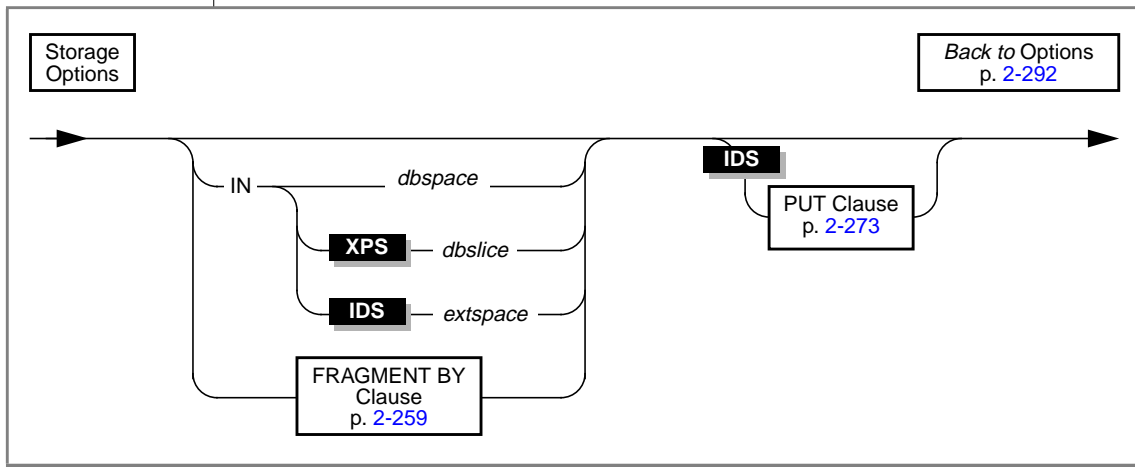 Storage
Options
Back to Options
p. 2-292
IN
dbspace
IDS
XPS
dbslice
PUT Clause
p. 2-273
IDS
extspace
FRAGMENT BY
Clause
p. 2-259